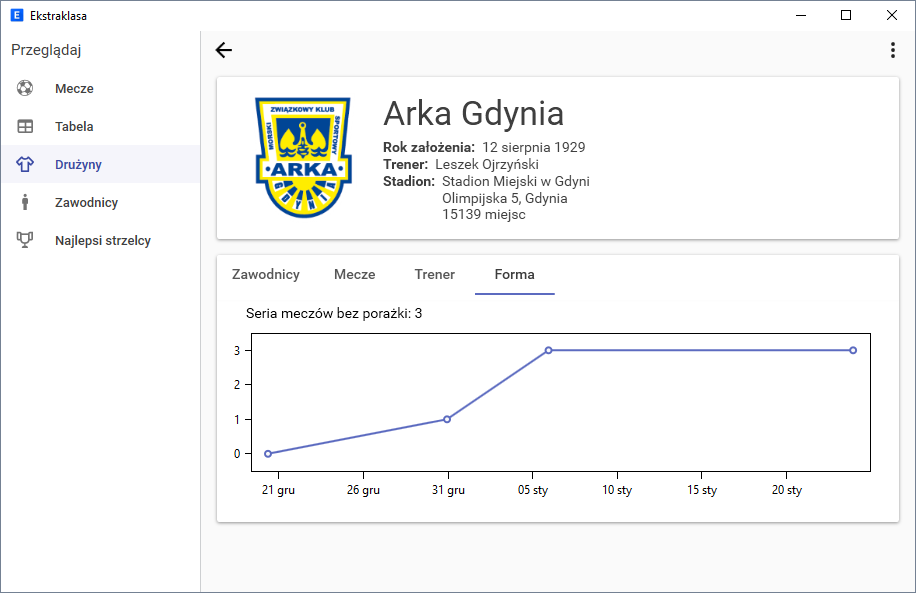 Ekstraklasa
Przeglądaj
Mecze
Tabela
Drużyny
Zawodnicy
Najlepsi strzelcy
ZWIĄZKOWY KLUB
MORSKI
SPORTOWY
ARKA
GDYNIA
Arka Gdynia
Rok założenia: 12 sierpnia 1929
Trener: Leszek Ojrzyński
Stadion: Stadion Miejski w Gdyni
Olimpijska 5, Gdynia
15139 miejsc
Zawodnicy Mecze Trener Forma
Seria meczów bez porażki: 3
3
2
1
0
21 gru 26 gru 31 gru 05 sty 10 sty 15 sty 20 sty